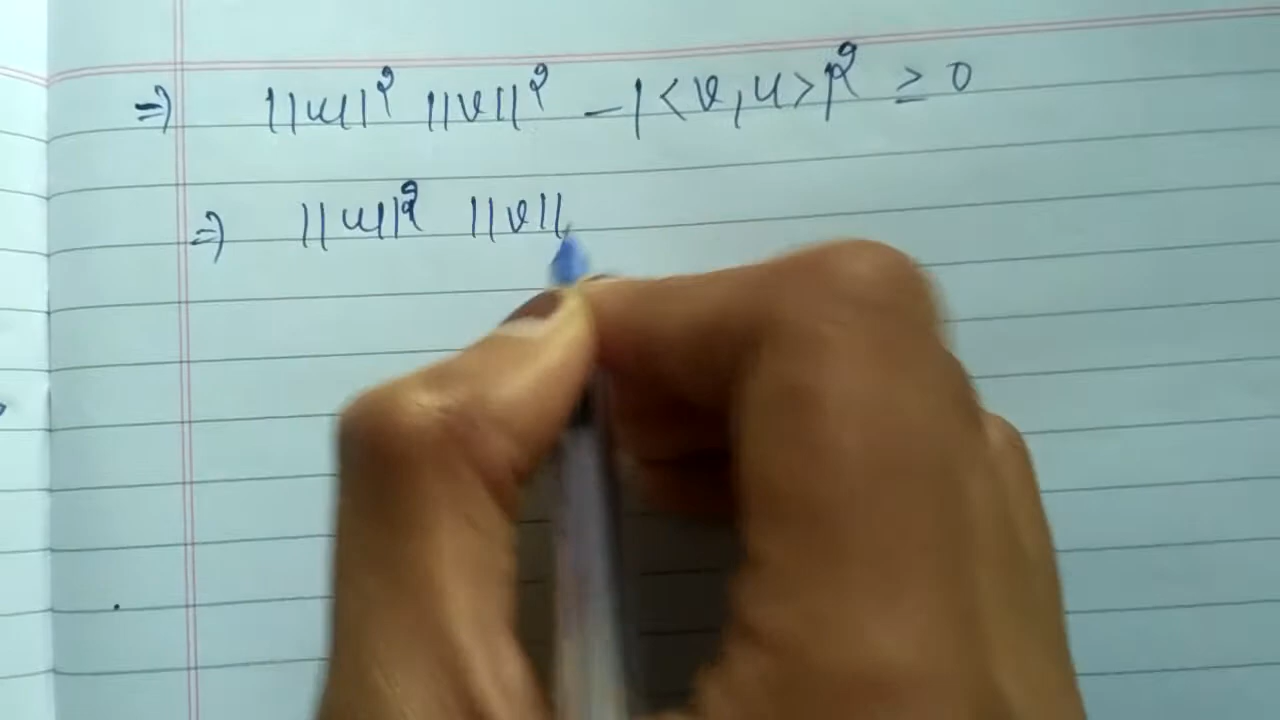 ⇒ ||u||² ||v||² - |<v, u>|² ≥ 0
⇒ ||u||² ||v||